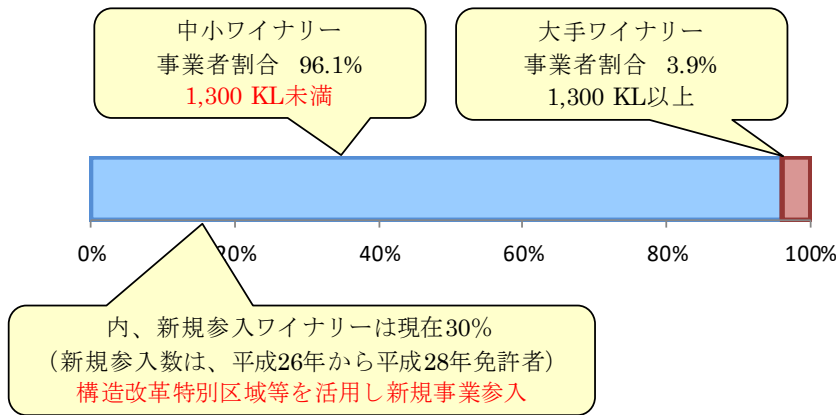 中小ワイナリー
事業者割合 96.1%
1,300 KL未満
大手ワイナリー
事業者割合 3.9%
1,300 KL以上
0% 20% 40% 60% 80% 100%
内、新規参入ワイナリーは現在30%
（新規参入数は、平成26年から平成28年免許者）
構造改革特別区域等を活用し新規事業参入